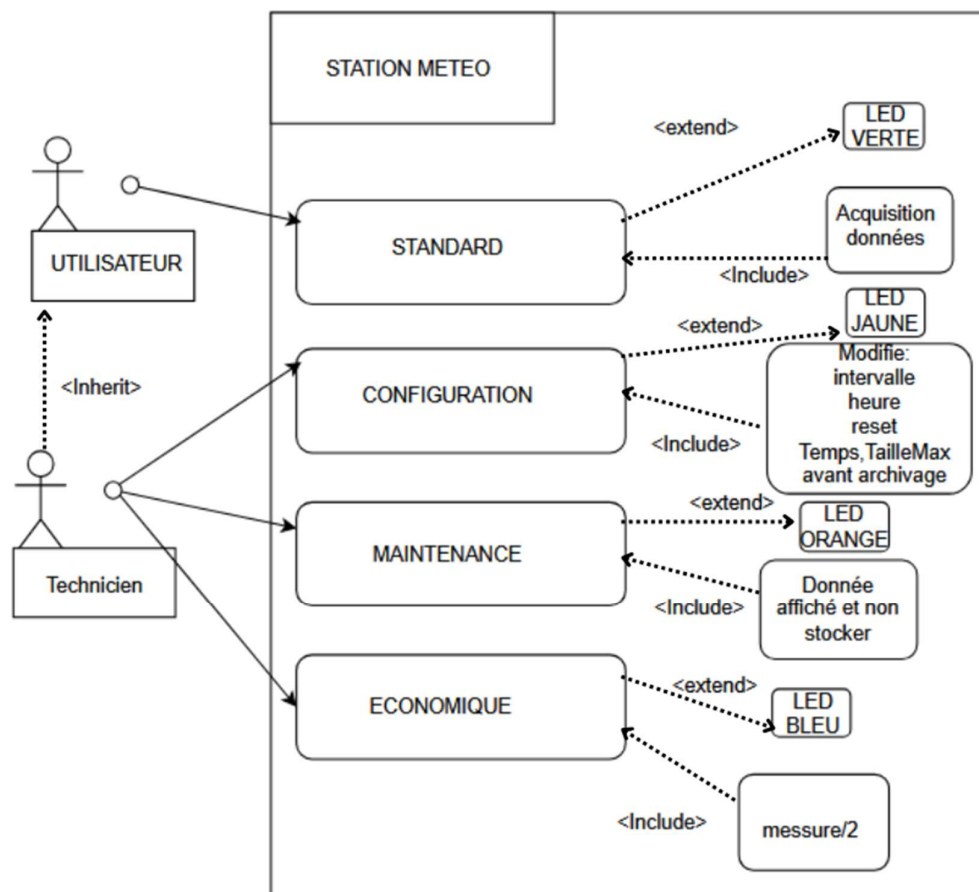 STATION METEO
<extend>
LED
VERTE
UTILISATEUR
STANDARD
Acquisition
données
<Include>
<Inherit>
<extend>
LED
JAUNE
CONFIGURATION
<Include>
Modifie:
intervalle
heure
reset
Temps,TailleMax
avant archivage
<extend>
LED
ORANGE
Technicien
MAINTENANCE
<Include>
Donnée
affiché et non
stocker
ECONOMIQUE
<extend>
LED
BLEU
<Include>
messure/2